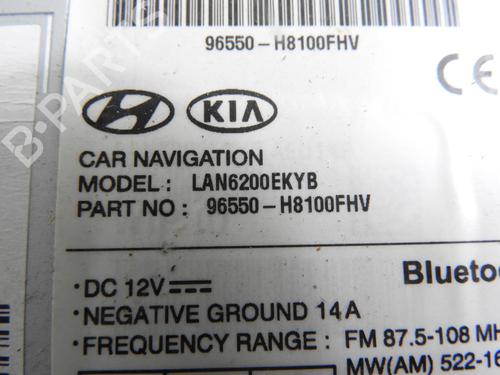 96550-H8100FHV
CE
KIA
CAR NAVIGATION
MODEL : LAN6200EKYB
PART NO : 96550-H8100FHV
• DC 12V
• NEGATIVE GROUND 14A
• FREQUENCY RANGE : FM 87.5-108 MH
MW(AM) 522-16
Bluetoo
B-PARTS